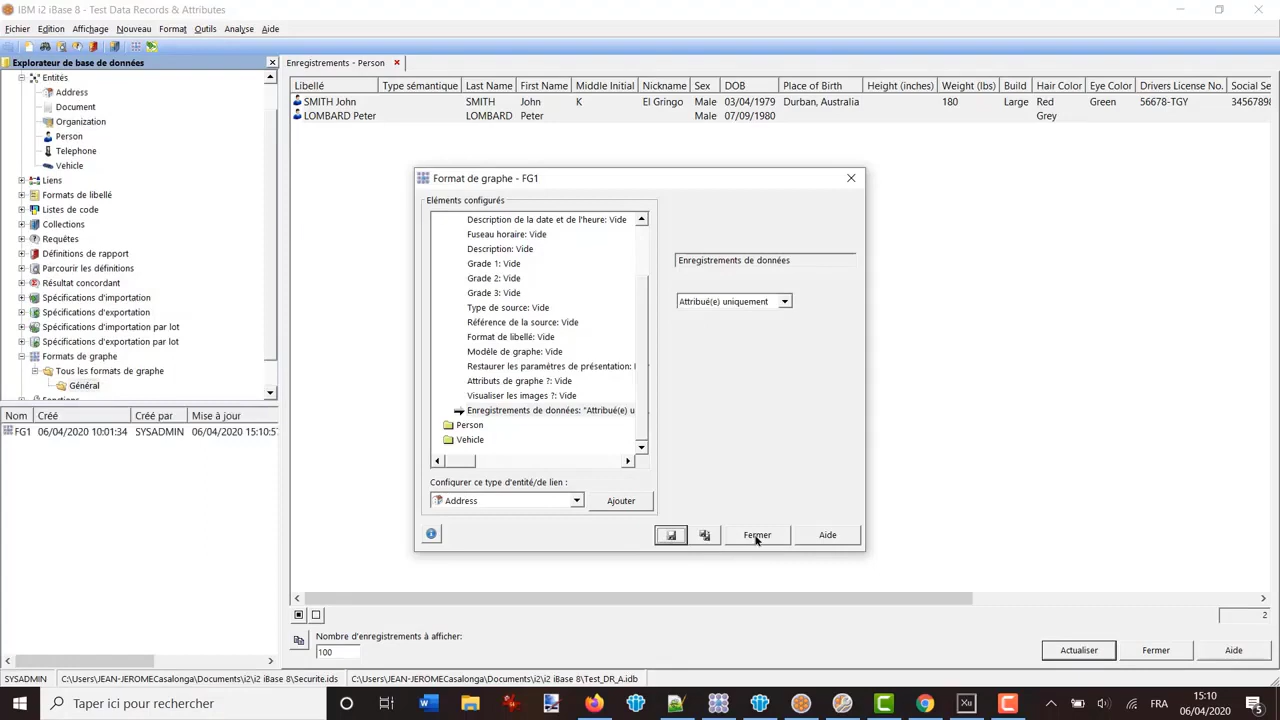 IBM i2 iBase 8 - Test Data Records & Attributes
Fichier Edition Affichage Nouveau Format Outils Analyse Aide
Explorateur de base de données
Entités
Address
Document
Organization
Person
Telephone
Vehicle
Liens
Formats de libellé
Listes de code
Collections
Requêtes
Définitions de rapport
Parcourir les définitions
Résultat concordant
Spécifications d'importation
Spécifications d'exportation
Spécifications d'importation par lot
Spécifications d'exportation par lot
Formats de graphe
Tous les formats de graphe
Général
Nom Créé Créé par Mise à jour
FG1 06/04/2020 10:01:34 SYSADMIN 06/04/2020 15:10:5
Enregistrements - Person
Libellé Type sémantique Last Name First Name Middle Initial Nickname Sex DOB Place of Birth Height (inches) Weight (lbs) Build Hair Color Eye Color Drivers License No. Social Se
SMITH John SMITH John K El Gringo Male 03/04/1979 Durban, Australia 180 Large Red Green 56678-TGY 3456789
LOMBARD Peter LOMBARD Peter Male 07/09/1980 Grey
Format de graphe - FG1
Eléments configurés
Description de la date et de l'heure: Vide
Fuseau horaire: Vide
Description: Vide
Grade 1: Vide
Grade 2: Vide
Grade 3: Vide
Type de source: Vide
Référence de la source: Vide
Format de libellé: Vide
Modèle de graphe: Vide
Restaurer les paramètres de présentation:
Attributs de graphe ?: Vide
Visualiser les images ?: Vide
Enregistrements de données: "Attribué(e) u
Person
Vehicle
Enregistrements de données
Attribué(e) uniquement
Configurer ce type d'entité/de lien :
Address
Ajouter
Fermer Aide
2
Nombre d'enregistrements à afficher:
100
Actualiser Fermer Aide
SYSADMIN C:\Users\JEAN-JEROMECasalonga\Documents\i2\i2 iBase 8\Securite.ids C:\Users\JEAN-JEROMECasalonga\Documents\i2\i2 iBase 8\Test_DR_A.idb
Taper ici pour rechercher
FRA
15:10
06/04/2020
5